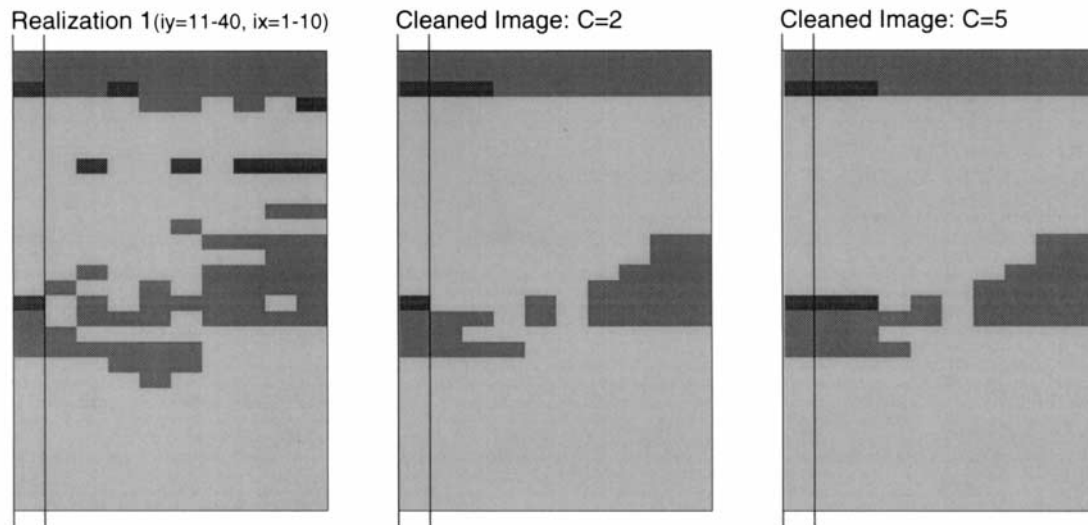 Realization 1(iy=11-40, ix=1-10)
Cleaned Image: C=2
Cleaned Image: C=5